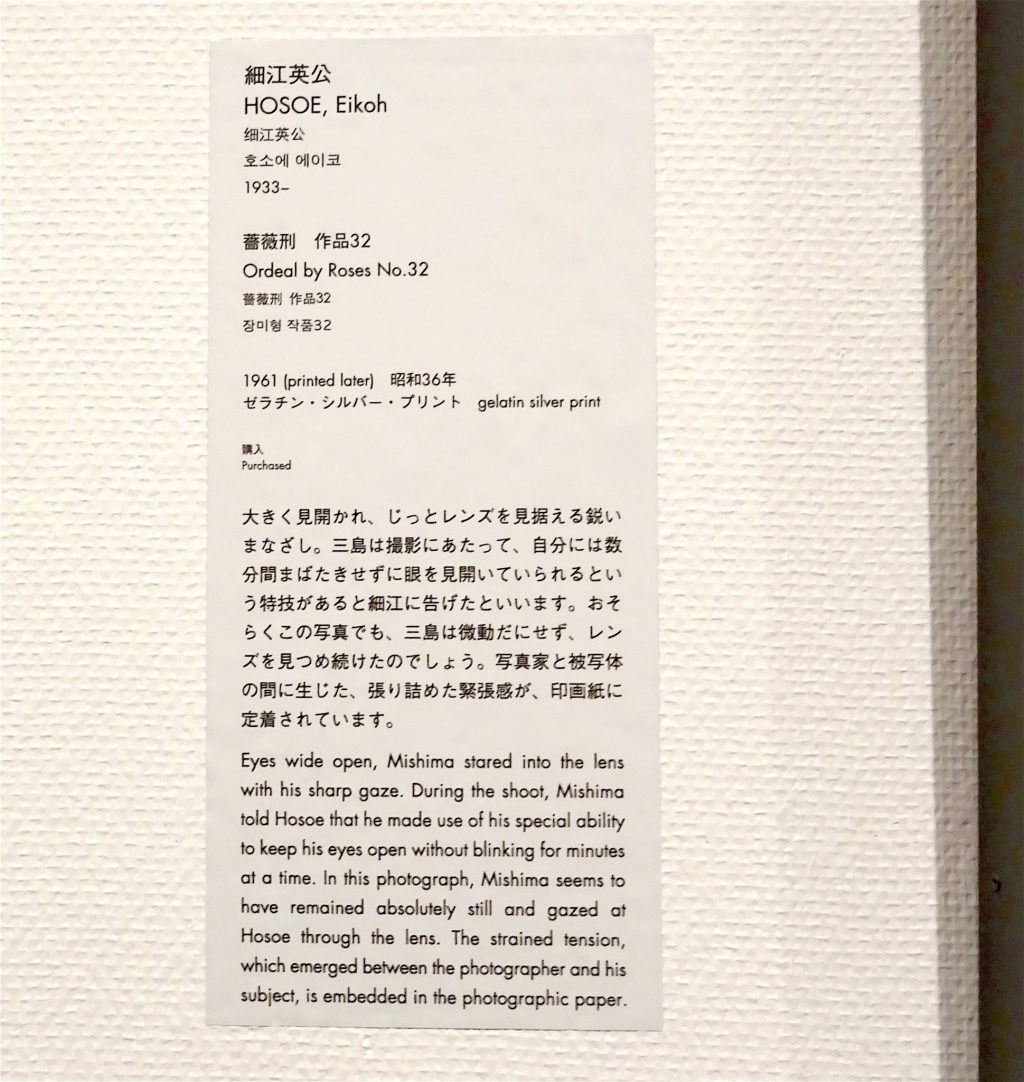 細江英公
HOSOE, Eikoh
细江英公
호소에 에이코
1933–
薔薇刑　作品32
Ordeal by Roses No.32
薔薇刑 作品32
장미형 작품32
1961 (printed later)　昭和36年
ゼラチン・シルバー・プリント　gelatin silver print
購入
Purchased
大きく見開かれ、じっとレンズを見据える鋭い
まなざし。三島は撮影にあたって、自分には数
分間まばたきせずに眼を見開いていられるとい
う特技があると細江に告げたといいます。おそ
らくこの写真でも、三島は微動だにせず、レン
ズを見つめ続けたのでしょう。写真家と被写体
の間に生じた、張り詰めた緊張感が、印画紙に
定着されています。
Eyes wide open, Mishima stared into the lens
with his sharp gaze. During the shoot, Mishima
told Hosoe that he made use of his special ability
to keep his eyes open without blinking for minutes
at a time. In this photograph, Mishima seems to
have remained absolutely still and gazed at
Hosoe through the lens. The strained tension,
which emerged between the photographer and his
subject, is embedded in the photographic paper.